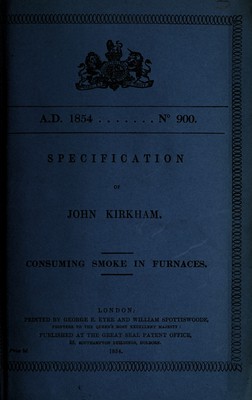 A.D. 1854 . . . . . . . Nº 900.
SPECIFICATION
OF
JOHN KIRKHAM.
CONSUMING SMOKE IN FURNACES.
LONDON:
PRINTED BY GEORGE E. EYRE AND WILLIAM SPOTTISWOODE,
PRINTERS TO THE QUEEN'S MOST EXCELLENT MAJESTY:
PUBLISHED AT THE GREAT SEAL PATENT OFFICE,
25, SOUTHAMPTON BUILDINGS, HOLBORN.
1854.